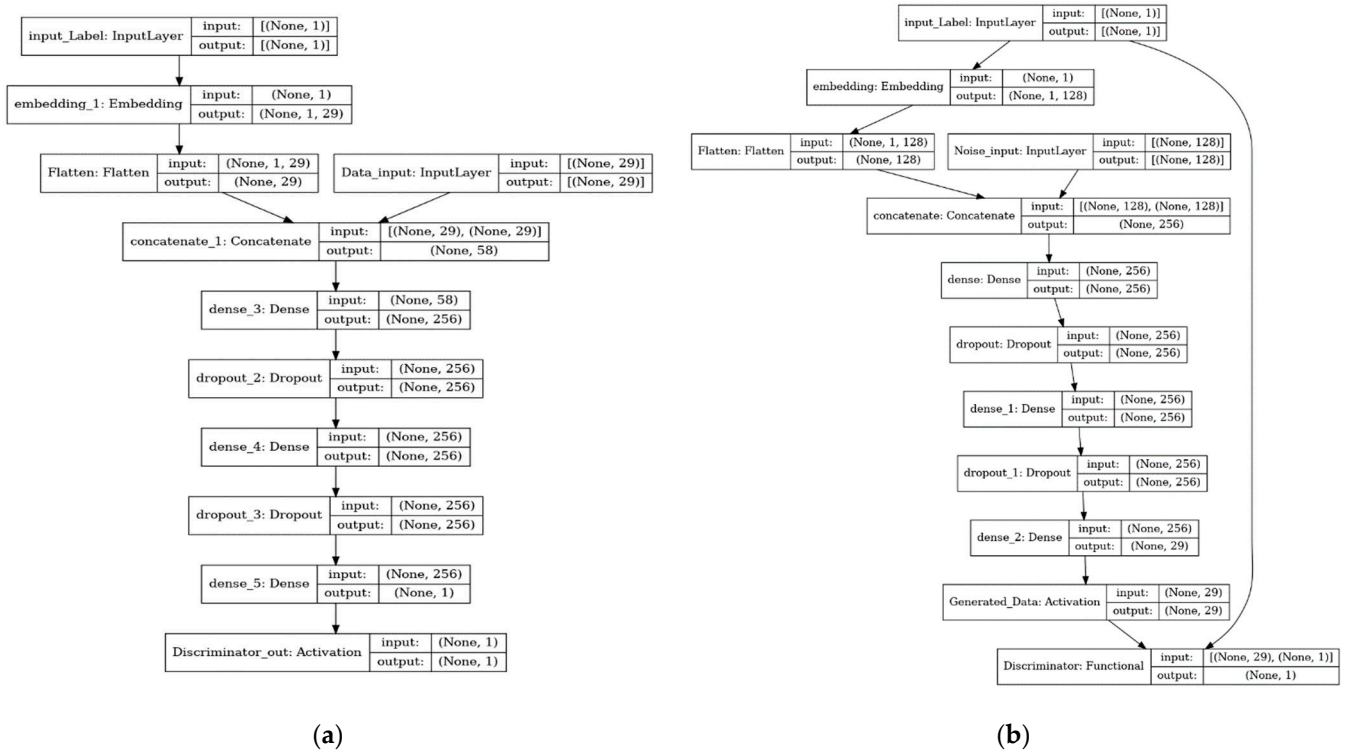 input_Label: InputLayer
input: [(None, 1)]
output: [(None, 1)]
embedding_1: Embedding
input: (None, 1)
output: (None, 1, 29)
Flatten: Flatten
input: (None, 1, 29)
output: (None, 29)
Data_input: InputLayer
input: [(None, 29)]
output: [(None, 29)]
concatenate_1: Concatenate
input: [(None, 29), (None, 29)]
output: (None, 58)
dense_3: Dense
input: (None, 58)
output: (None, 256)
dropout_2: Dropout
input: (None, 256)
output: (None, 256)
dense_4: Dense
input: (None, 256)
output: (None, 256)
dropout_3: Dropout
input: (None, 256)
output: (None, 256)
dense_5: Dense
input: (None, 256)
output: (None, 1)
Discriminator_out: Activation
input: (None, 1)
output: (None, 1)
(a)
input_Label: InputLayer
input: [(None, 1)]
output: [(None, 1)]
embedding: Embedding
input: (None, 1)
output: (None, 1, 128)
Flatten: Flatten
input: (None, 1, 128)
output: (None, 128)
Noise_input: InputLayer
input: [(None, 128)]
output: [(None, 128)]
concatenate: Concatenate
input: [(None, 128), (None, 128)]
output: (None, 256)
dense: Dense
input: (None, 256)
output: (None, 256)
dropout: Dropout
input: (None, 256)
output: (None, 256)
dense_1: Dense
input: (None, 256)
output: (None, 256)
dropout_1: Dropout
input: (None, 256)
output: (None, 256)
dense_2: Dense
input: (None, 256)
output: (None, 29)
Generated_Data: Activation
input: (None, 29)
output: (None, 29)
Discriminator: Functional
input: [(None, 29), (None, 1)]
output: (None, 1)
(b)